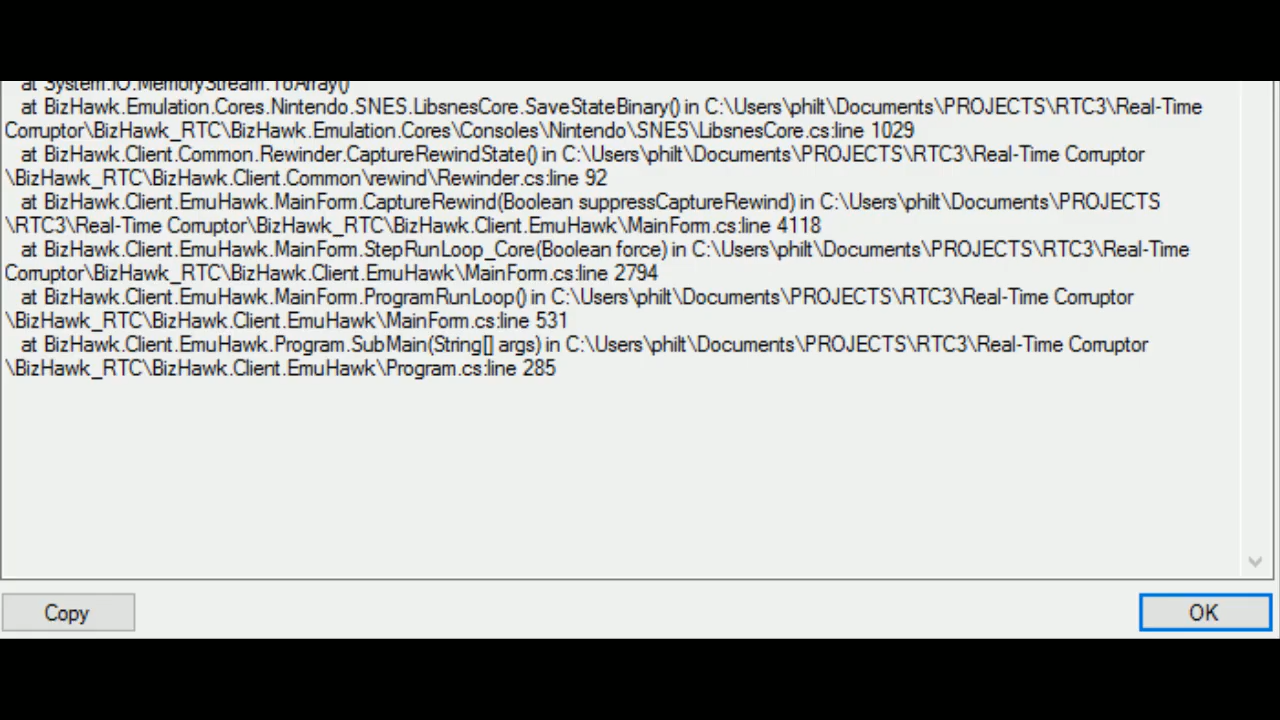 at System.IO.MemoryStream.ToArray()
at BizHawk.Emulation.Cores.Nintendo.SNES.LibsnesCore.SaveStateBinary() in C:\Users\philt\Documents\PROJECTS\RTC3\Real-Time
Corruptor\BizHawk_RTC\BizHawk.Emulation.Cores\Consoles\Nintendo\SNES\LibsnesCore.cs:line 1029
at BizHawk.Client.Common.Rewinder.CaptureRewindState() in C:\Users\philt\Documents\PROJECTS\RTC3\Real-Time Corruptor
\BizHawk_RTC\BizHawk.Client.Common\rewind\Rewinder.cs:line 92
at BizHawk.Client.EmuHawk.MainForm.CaptureRewind(Boolean suppressCaptureRewind) in C:\Users\philt\Documents\PROJECTS
\RTC3\Real-Time Corruptor\BizHawk_RTC\BizHawk.Client.EmuHawk\MainForm.cs:line 4118
at BizHawk.Client.EmuHawk.MainForm.StepRunLoop_Core(Boolean force) in C:\Users\philt\Documents\PROJECTS\RTC3\Real-Time
Corruptor\BizHawk_RTC\BizHawk.Client.EmuHawk\MainForm.cs:line 2794
at BizHawk.Client.EmuHawk.MainForm.ProgramRunLoop() in C:\Users\philt\Documents\PROJECTS\RTC3\Real-Time Corruptor
\BizHawk_RTC\BizHawk.Client.EmuHawk\MainForm.cs:line 531
at BizHawk.Client.EmuHawk.Program.SubMain(String[] args) in C:\Users\philt\Documents\PROJECTS\RTC3\Real-Time Corruptor
\BizHawk_RTC\BizHawk.Client.EmuHawk\Program.cs:line 285
Copy
OK